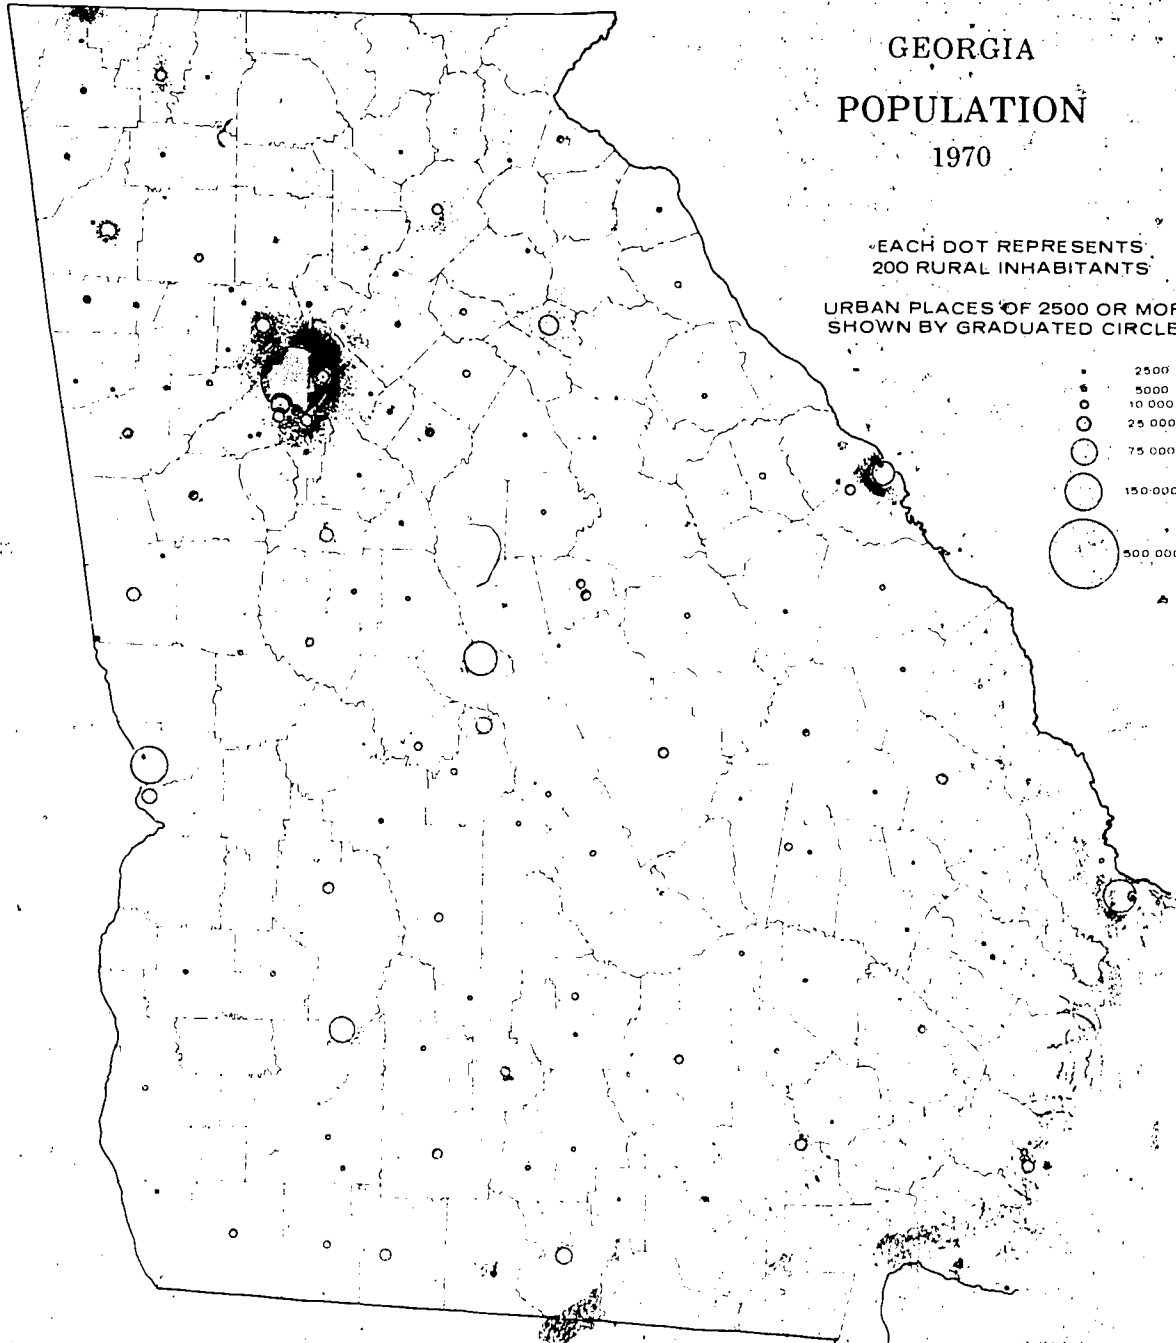 GEORGIA
POPULATION
1970
EACH DOT REPRESENTS
200 RURAL INHABITANTS
URBAN PLACES OF 2500 OR MOR
SHOWN BY GRADUATED CIRCLE
2500
5000
10 000
25 000
75 000
150 000
500 000